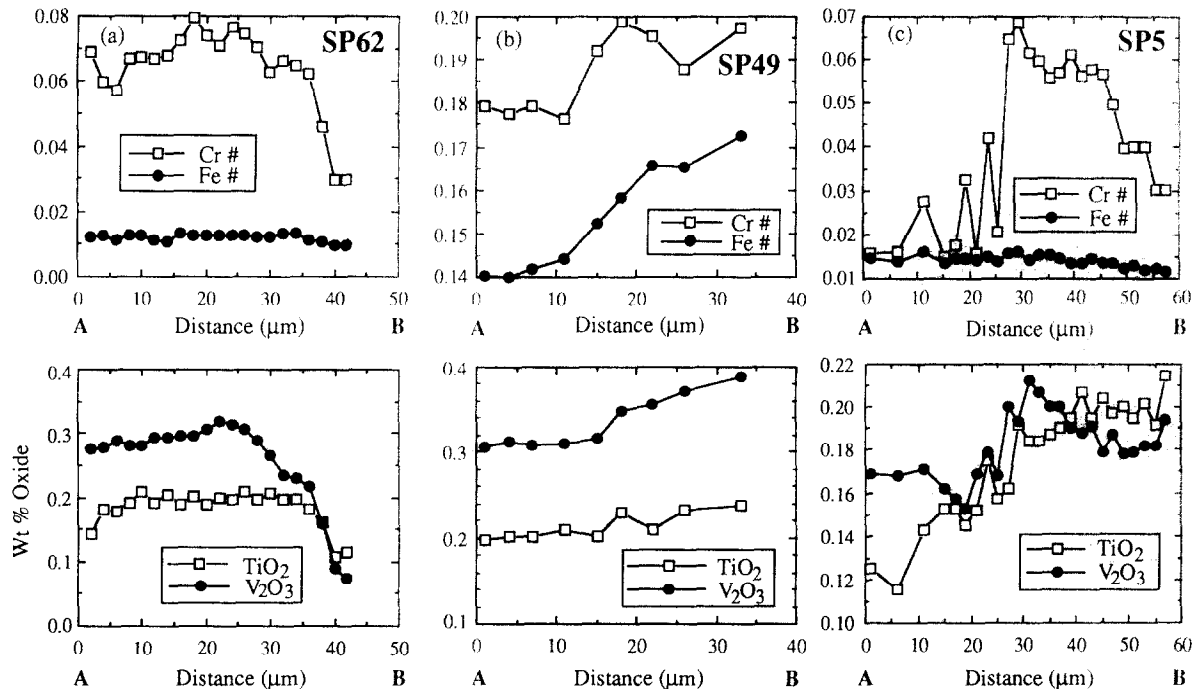 (a) SP62
0.08
0.06
0.04
0.02
0.00
Cr #
Fe #
0 10 20 30 40 50
A Distance (μm) B
(b) SP49
0.20
0.19
0.18
0.17
0.16
0.15
0.14
Cr #
Fe #
0 10 20 30 40
A Distance (μm) B
(c) SP5
0.07
0.06
0.05
0.04
0.03
0.02
0.01
Cr #
Fe #
0 10 20 30 40 50 60
A Distance (μm) B
Wt % Oxide
0.4
0.3
0.2
0.1
0.0
TiO2
V2O3
0 10 20 30 40 50
A Distance (μm) B
0.4
0.4
0.3
0.2
0.1
TiO2
V2O3
0 10 20 30 40
A Distance (μm) B
0.22
0.20
0.18
0.16
0.14
0.12
0.10
TiO2
V2O3
0 10 20 30 40 50 60
A Distance (μm) B